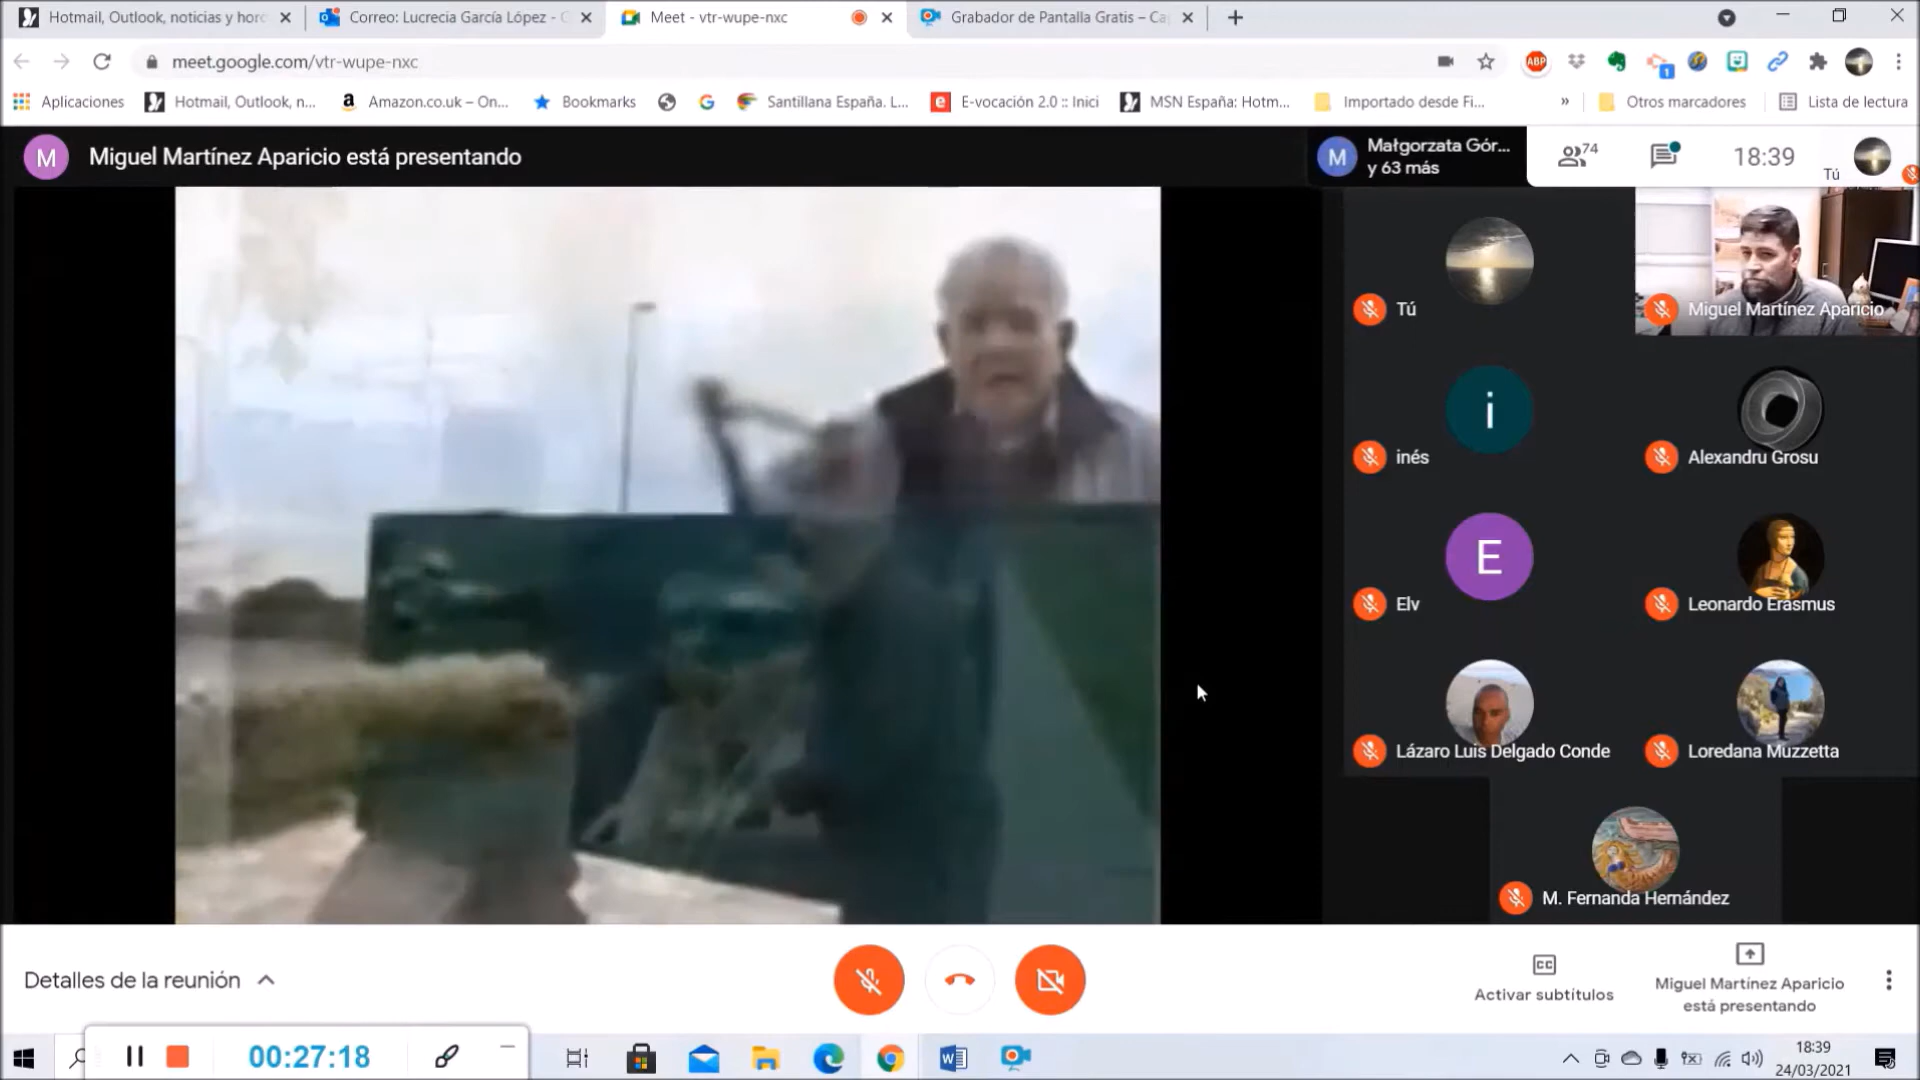 Hotmail, Outlook, noticias y horo
Correo: Lucrecia García López - O
Meet - vtr-wupe-nxc
Grabador de Pantalla Gratis – Ca
meet.google.com/vtr-wupe-nxc
ABP
1
Aplicaciones
Hotmail, Outlook, n...
Amazon.co.uk – On...
Bookmarks
Santillana España. L...
E-vocación 2.0 :: Inici
MSN España: Hotm...
Importado desde Fi...
»
Otros marcadores
Lista de lectura
M
Miguel Martínez Aparicio está presentando
M
Małgorzata Gór...
y 63 más
74
18:39
Tú
Tú
Miguel Martínez Aparicio
i
inés
Alexandru Grosu
E
Elv
Leonardo Erasmus
Lázaro Luis Delgado Conde
Loredana Muzzetta
M. Fernanda Hernández
Detalles de la reunión
CC
Activar subtítulos
Miguel Martínez Aparicio
está presentando
00:27:18
18:39
24/03/2021